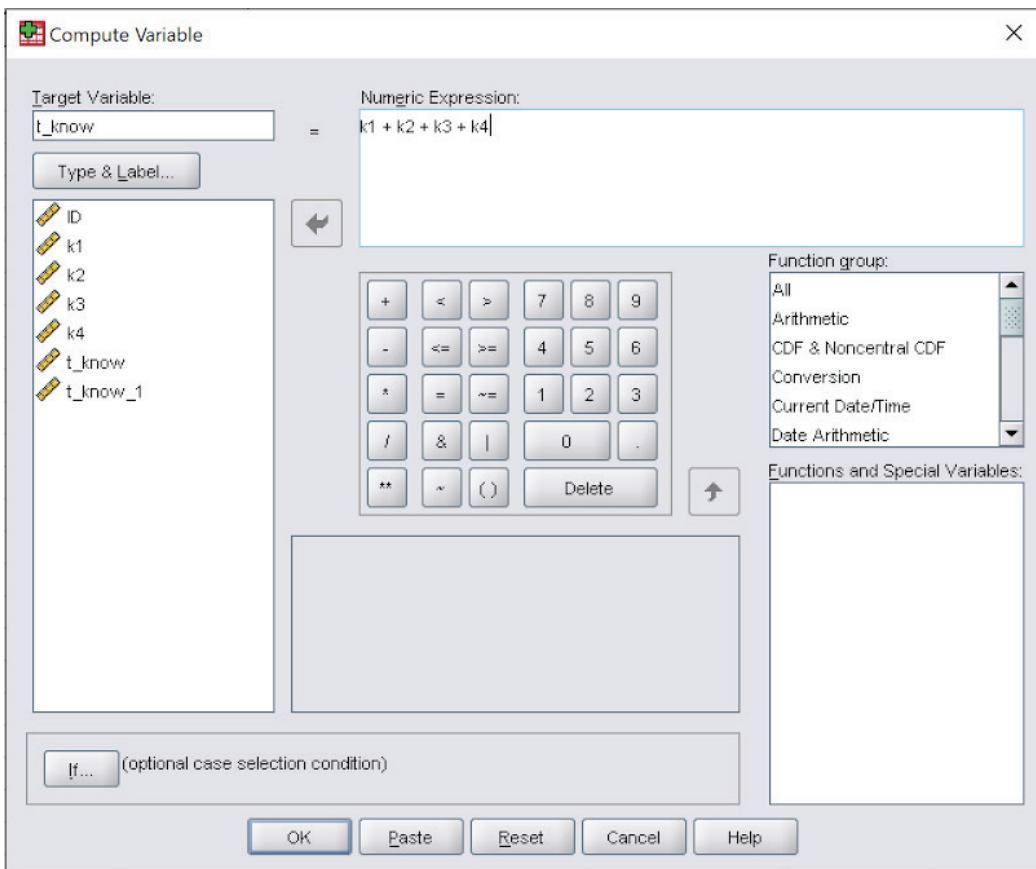 Compute Variable
Target Variable:
t_know
=
Numeric Expression:
k1 + k2 + k3 + k4
Type & Label...
ID
k1
k2
k3
k4
t_know
t_know_1
+ < > 7 8 9
- <= >= 4 5 6
* = ~= 1 2 3
/ & | 0 .
** ~ ( ) Delete
Function group:
All
Arithmetic
CDF & Noncentral CDF
Conversion
Current Date/Time
Date Arithmetic
Functions and Special Variables:
If... (optional case selection condition)
OK Paste Reset Cancel Help